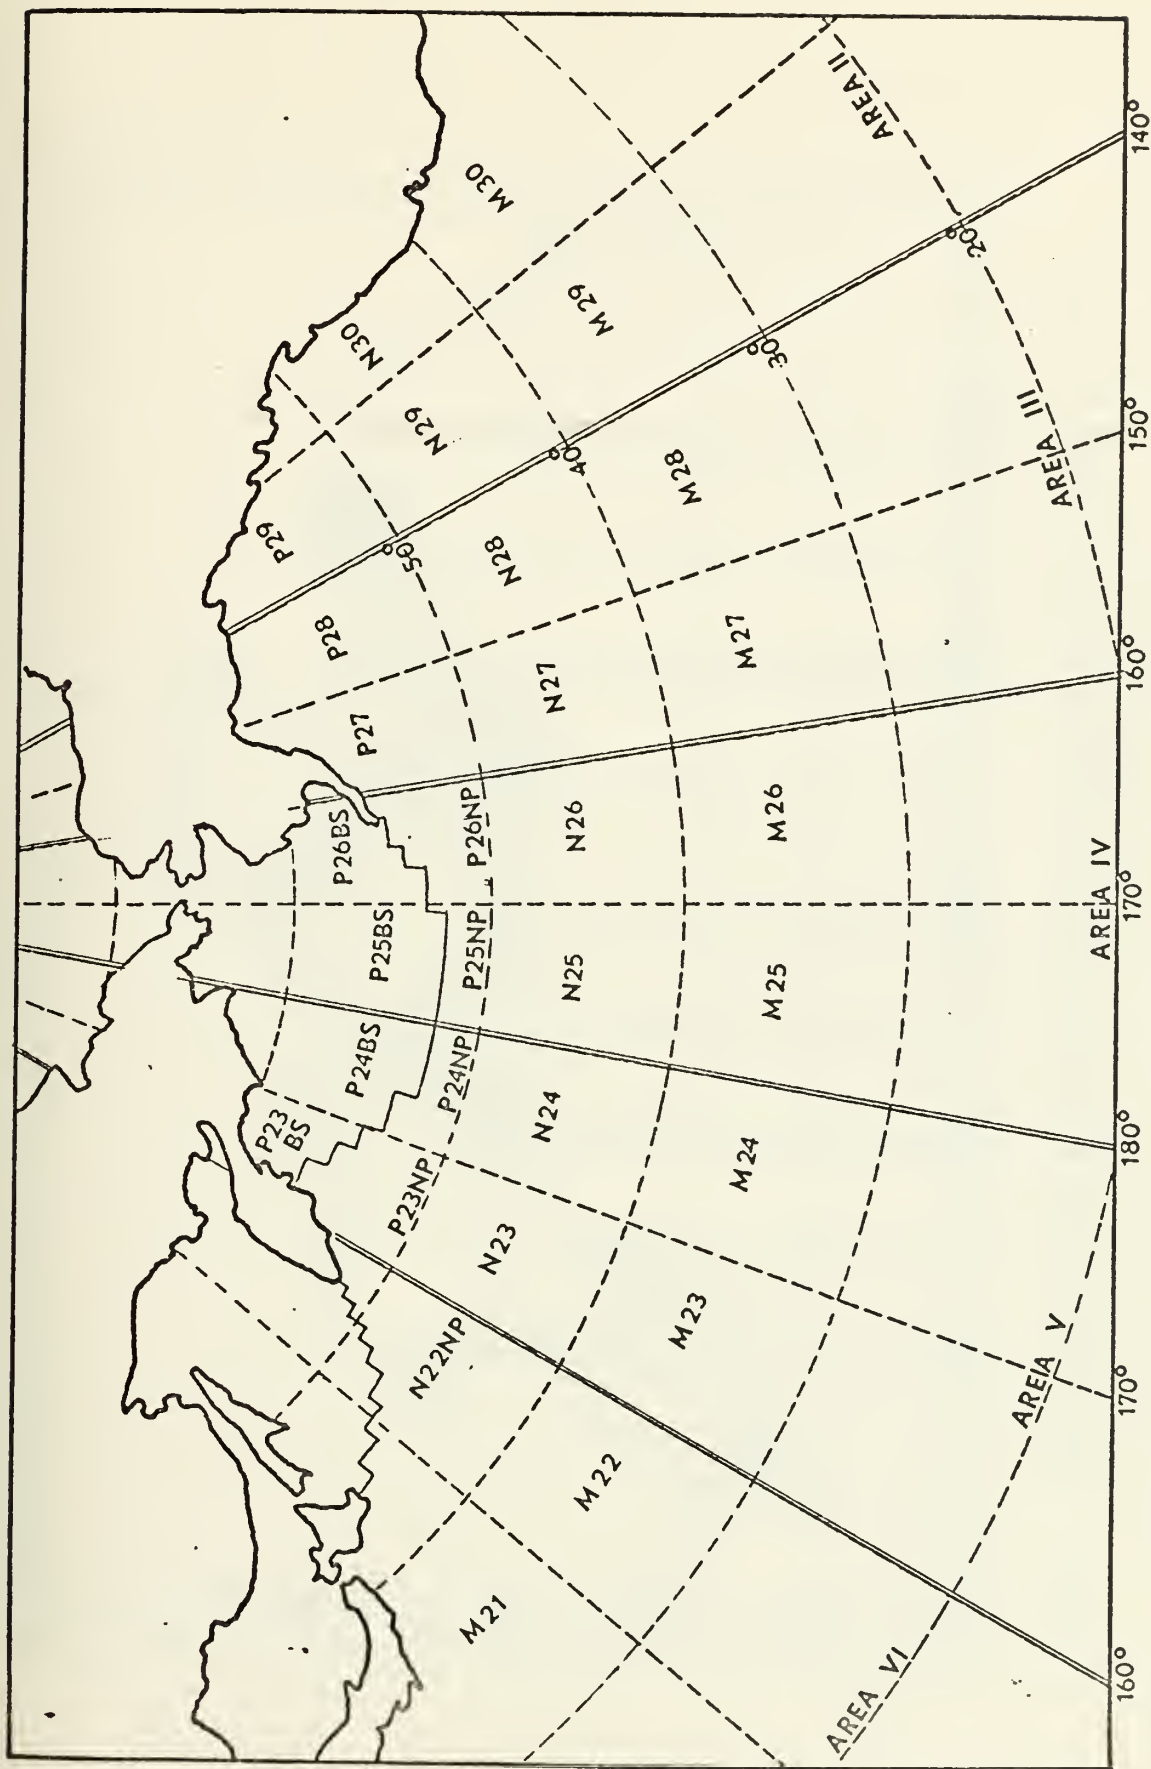 M30
N30
M29
N29
P29
AREA II
140°
20°
30°
40°
50°
M28
N28
P28
AREA III
150°
M27
N27
P27
160°
P26BS
P26NP
N26
M26
AREA IV
170°
P25BS
P25NP
N25
M25
P24BS
P24NP
N24
M24
180°
P23
BS
P23NP
N23
M23
AREA V
170°
N22NP
M22
M21
AREA VI
160°